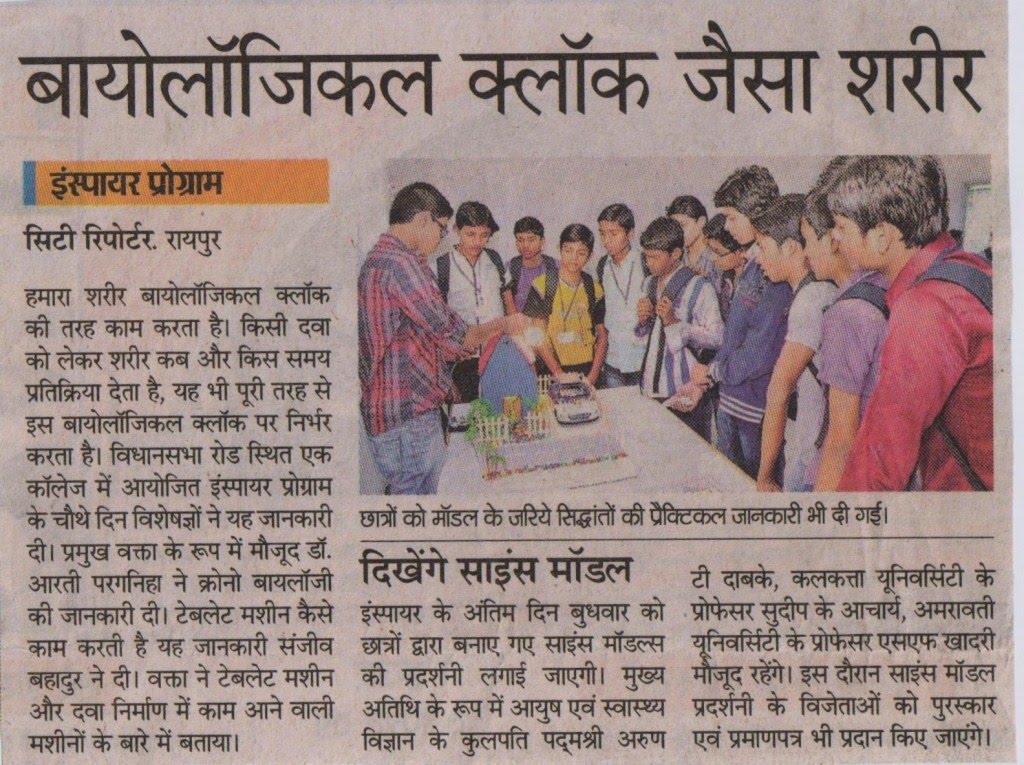 बायोलॉजिकल क्लॉक जैसा शरीर
इंस्पायर प्रोग्राम
सिटी रिपोर्टर. रायपुर
हमारा शरीर बायोलॉजिकल क्लॉक
की तरह काम करता है। किसी दवा
को लेकर शरीर कब और किस समय
प्रतिक्रिया देता है, यह भी पूरी तरह से
इस बायोलॉजिकल क्लॉक पर निर्भर
करता है। विधानसभा रोड स्थित एक
कॉलेज में आयोजित इंस्पायर प्रोग्राम
के चौथे दिन विशेषज्ञों ने यह जानकारी
दी। प्रमुख वक्ता के रूप में मौजूद डॉ.
आरती परगनिहा ने क्रोनो बायलॉजी
की जानकारी दी। टेबलेट मशीन कैसे
काम करती है यह जानकारी संजीव
बहादुर ने दी। वक्ता ने टेबलेट मशीन
और दवा निर्माण में काम आने वाली
मशीनों के बारे में बताया।
छात्रों को मॉडल के जरिये सिद्धांतों की प्रैक्टिकल जानकारी भी दी गई।
दिखेंगे साइंस मॉडल
इंस्पायर के अंतिम दिन बुधवार को
छात्रों द्वारा बनाए गए साइंस मॉडल्स
की प्रदर्शनी लगाई जाएगी। मुख्य
अतिथि के रूप में आयुष एवं स्वास्थ्य
विज्ञान के कुलपति पद्मश्री अरुण
टी दाबके, कलकत्ता यूनिवर्सिटी के
प्रोफेसर सुदीप के आचार्य, अमरावती
यूनिवर्सिटी के प्रोफेसर एसएफ खादरी
मौजूद रहेंगे। इस दौरान साइंस मॉडल
प्रदर्शनी के विजेताओं को पुरस्कार
एवं प्रमाणपत्र भी प्रदान किए जाएंगे।